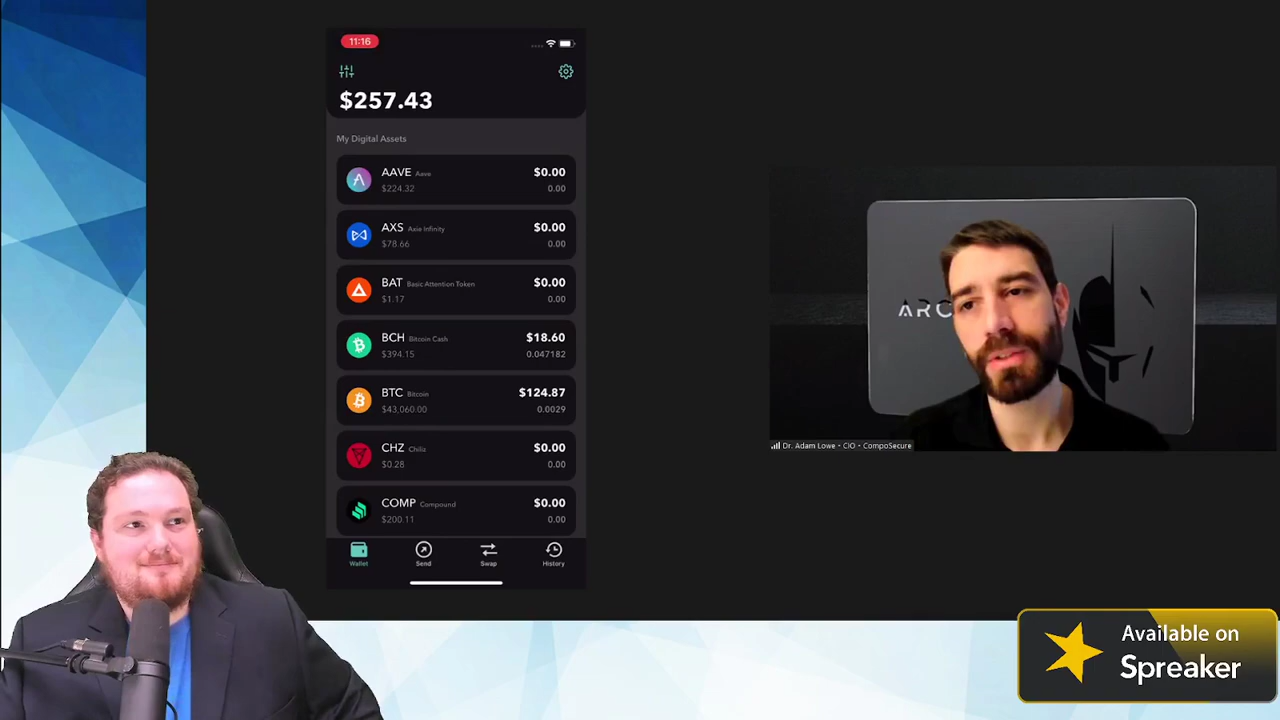 11:16
$257.43
My Digital Assets
AAVE Aave $0.00
$224.32 0.00
AXS Axie Infinity $0.00
$78.66 0.00
BAT Basic Attention Token $0.00
$1.17 0.00
BCH Bitcoin Cash $18.60
$394.15 0.047182
BTC Bitcoin $124.87
$43,060.00 0.0029
CHZ Chiliz $0.00
$0.28 0.00
COMP Compound $0.00
$200.11 0.00
Wallet Send Swap History
ARC
Dr. Adam Lowe - CIO - CompoSecure
Available on
Spreaker